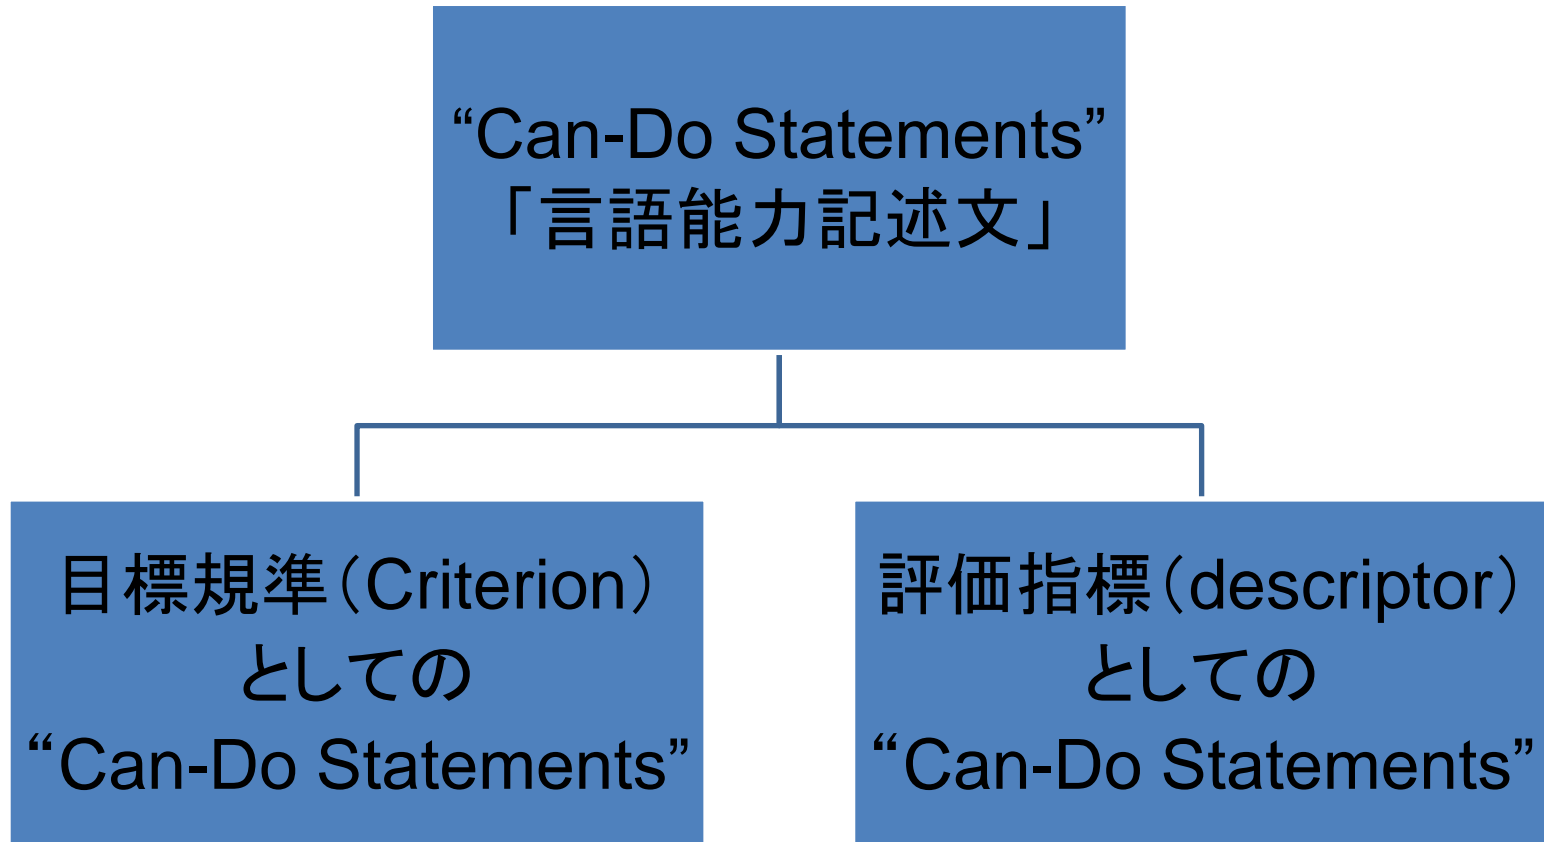 “Can-Do Statements”
「言語能力記述文」
目標規準（Criterion）
としての
“Can-Do Statements”
評価指標（descriptor）
としての
“Can-Do Statements”